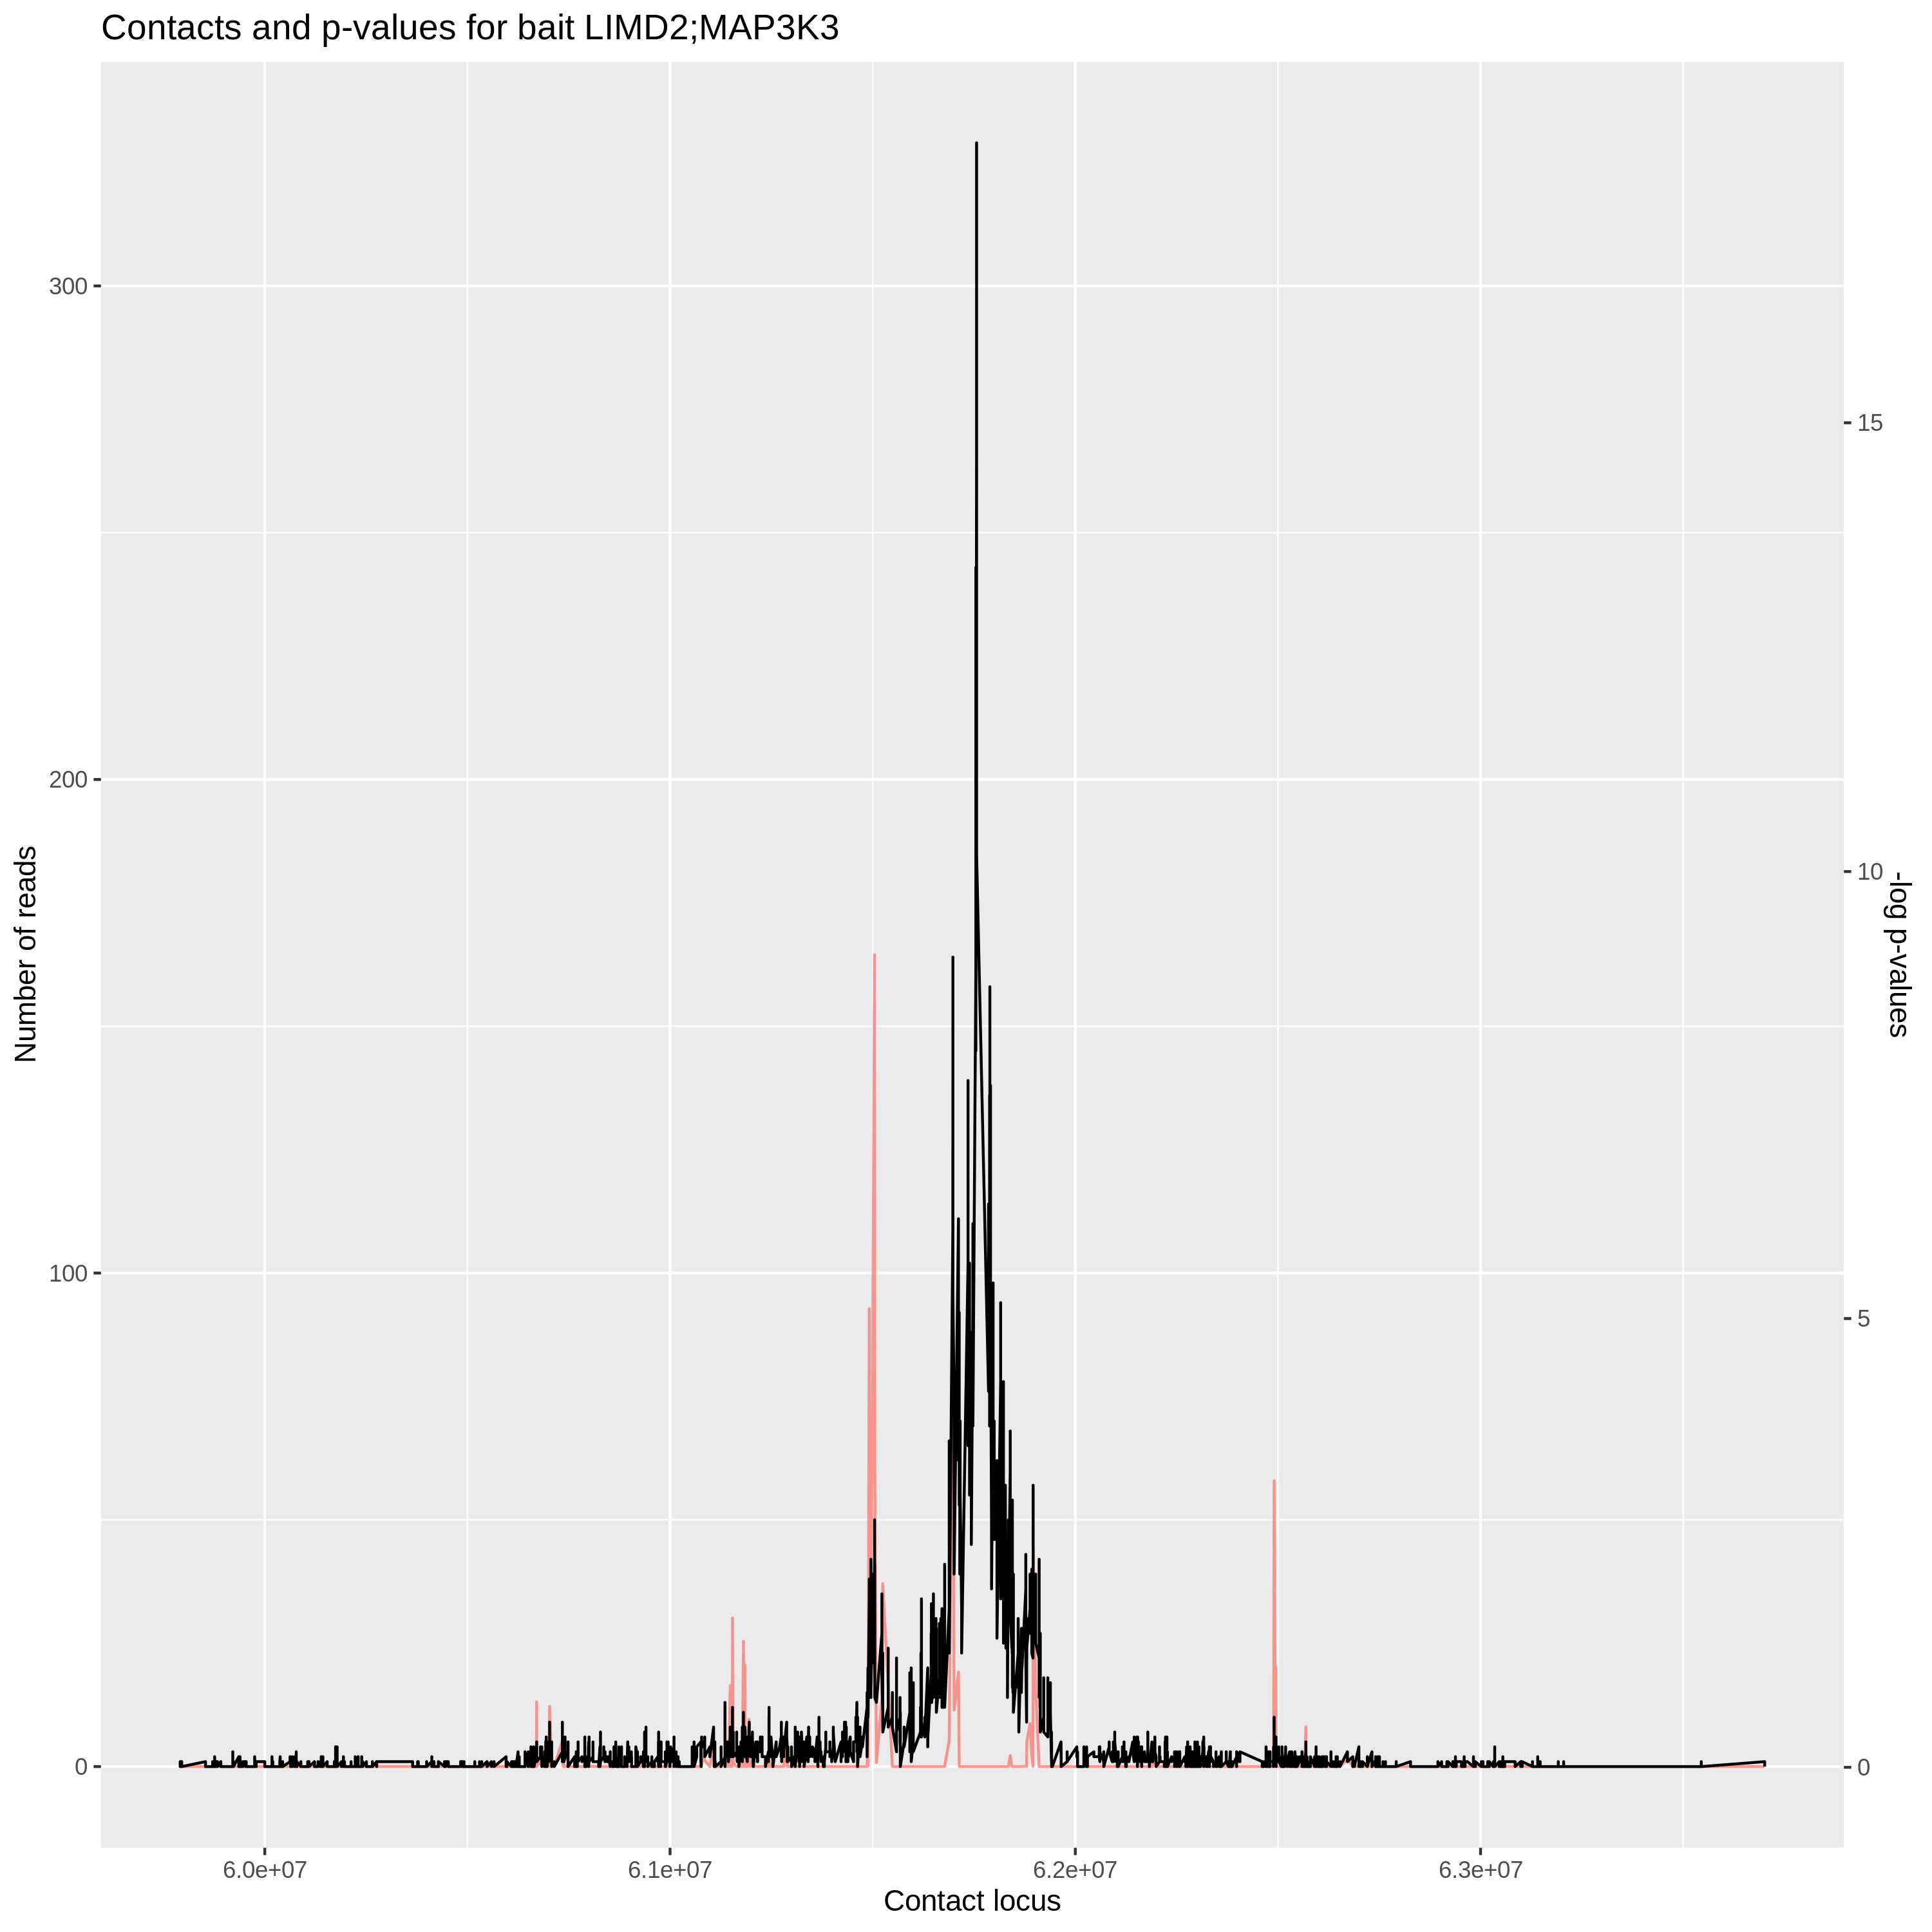 Contacts and p-values for bait LIMD2;MAP3K3
300
200
100
0
Number of reads
15
10
5
0
-log p-values
6.0e+07
6.1e+07
6.2e+07
6.3e+07
Contact locus